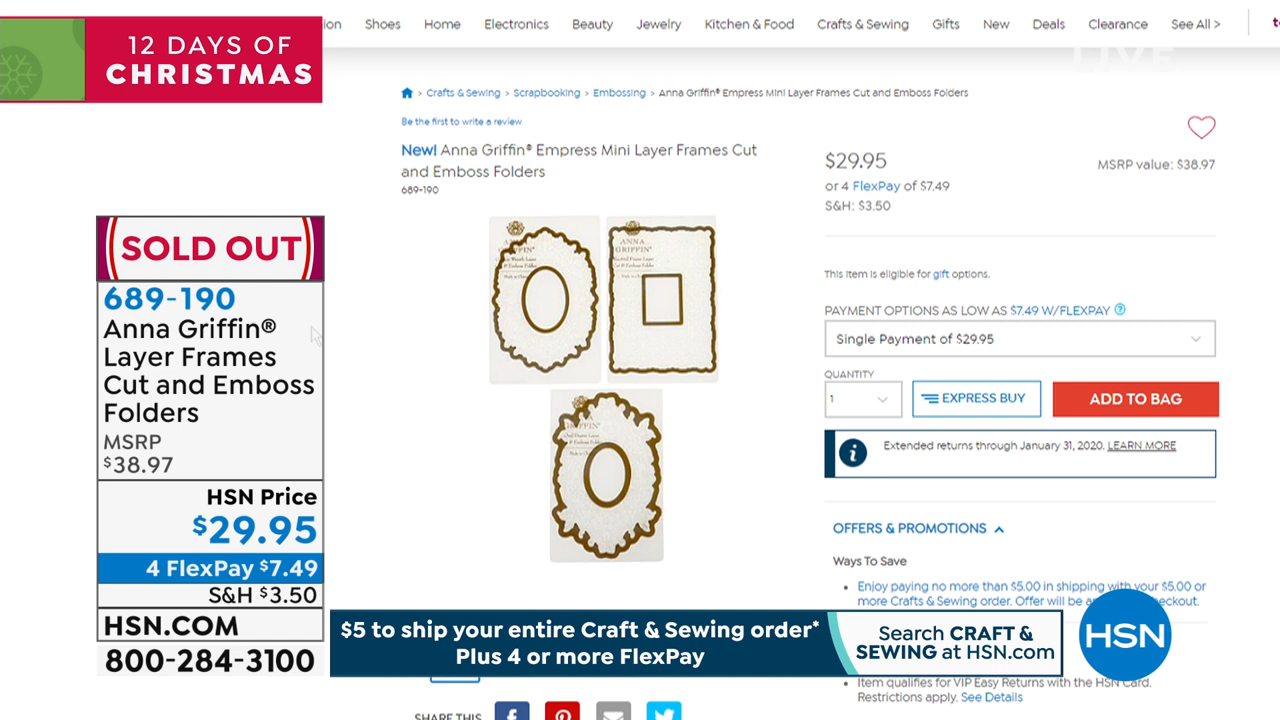 12 DAYS OF
CHRISTMAS
Shoes
Home
Electronics
Beauty
Jewelry
Kitchen & Food
Crafts & Sewing
Gifts
New
Deals
Clearance
See All >
LIVE
> Crafts & Sewing > Scrapbooking > Embossing > Anna Griffin® Empress Mini Layer Frames Cut and Emboss Folders
Be the first to write a review
New! Anna Griffin® Empress Mini Layer Frames Cut
and Emboss Folders
689-190
$29.95
MSRP value: $38.97
or 4 FlexPay of $7.49
S&H: $3.50
This item is eligible for gift options.
PAYMENT OPTIONS AS LOW AS $7.49 W/FLEXPAY ?
Single Payment of $29.95
QUANTITY
1
EXPRESS BUY
ADD TO BAG
i
Extended returns through January 31, 2020. LEARN MORE
OFFERS & PROMOTIONS
Ways To Save
• Enjoy paying no more than $5.00 in shipping with your $5.00 or
more Crafts & Sewing order. Offer will be
• Item qualifies for VIP Easy Returns with the HSN Card.
Restrictions apply. See Details
SHARE THIS
SOLD OUT
689-190
Anna Griffin®
Layer Frames
Cut and Emboss
Folders
MSRP
$38.97
HSN Price
$29.95
4 FlexPay $7.49
S&H $3.50
HSN.COM
800-284-3100
$5 to ship your entire Craft & Sewing order*
Plus 4 or more FlexPay
Search CRAFT &
SEWING at HSN.com
HSN